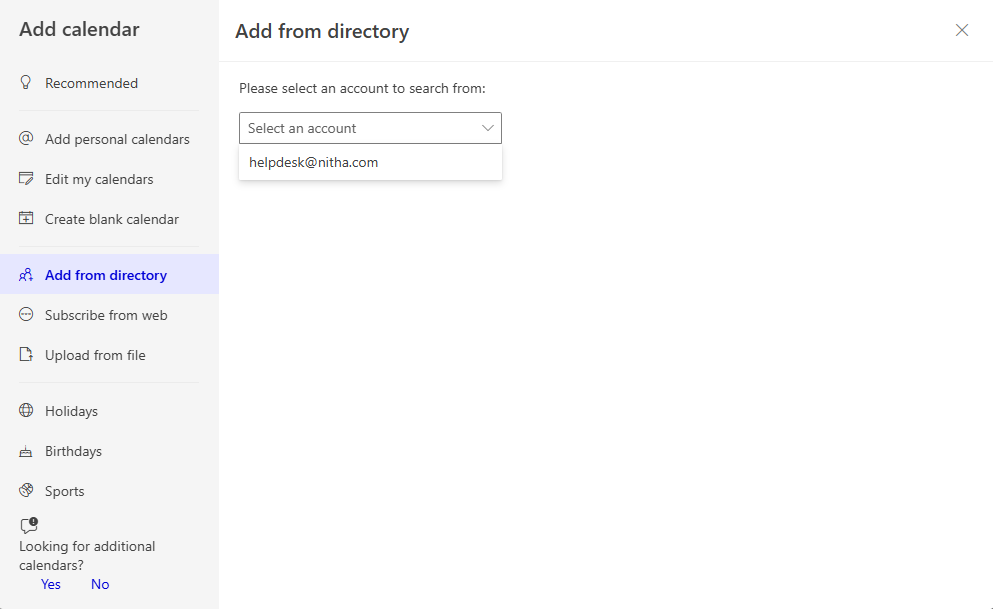 Add calendar
Recommended
Add personal calendars
Edit my calendars
Create blank calendar
Add from directory
Subscribe from web
Upload from file
Holidays
Birthdays
Sports
Looking for additional
calendars?
Yes No
Add from directory
Please select an account to search from:
Select an account
helpdesk@nitha.com